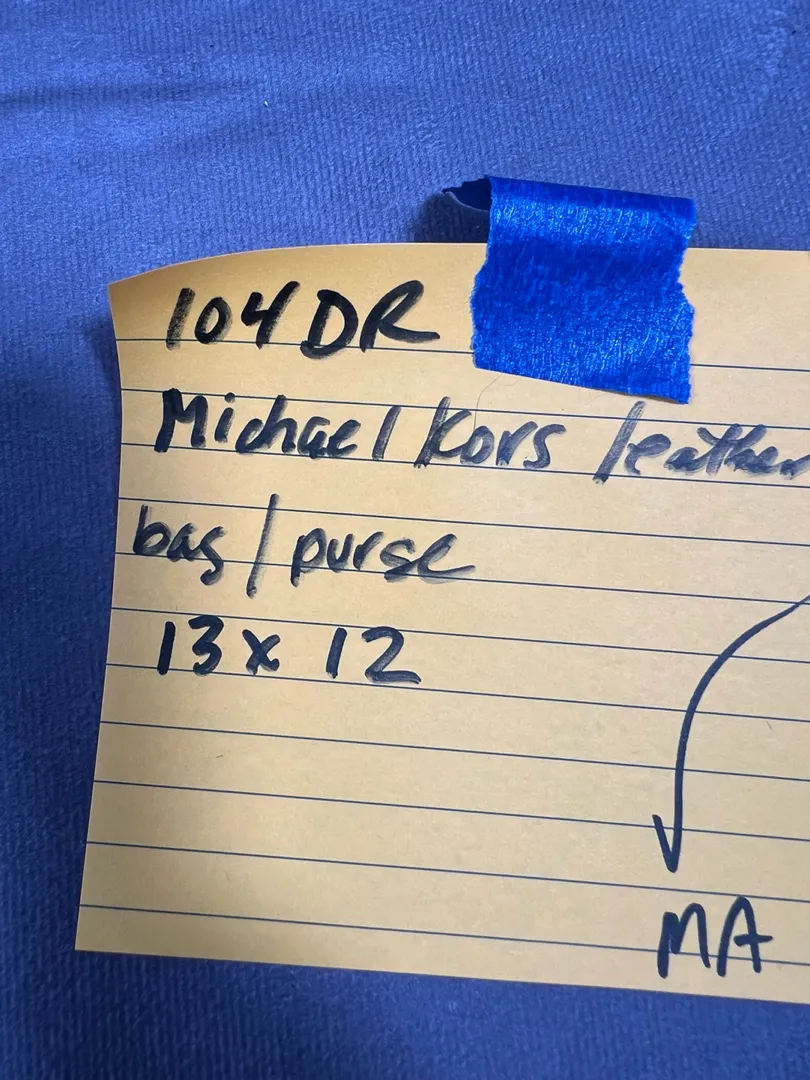 104 DR
Michael Kors leather
bag / purse
13 x 12
MA